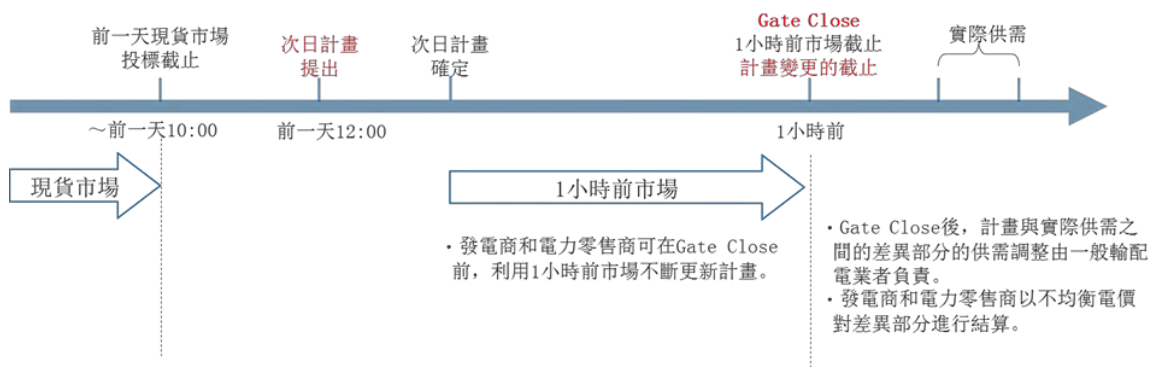 前一天現貨市場
投標截止
次日計畫
提出
次日計畫
確定
Gate Close
1小時前市場截止
計畫變更的截止
實際供需
～前一天10:00
前一天12:00
1小時前
現貨市場
1小時前市場
・發電商和電力零售商可在Gate Close
前，利用1小時前市場不斷更新計畫。
・Gate Close後，計畫與實際供需之
間的差異部分的供需調整由一般輸配
電業者負責。
・發電商和電力零售商以不均衡電價
對差異部分進行結算。